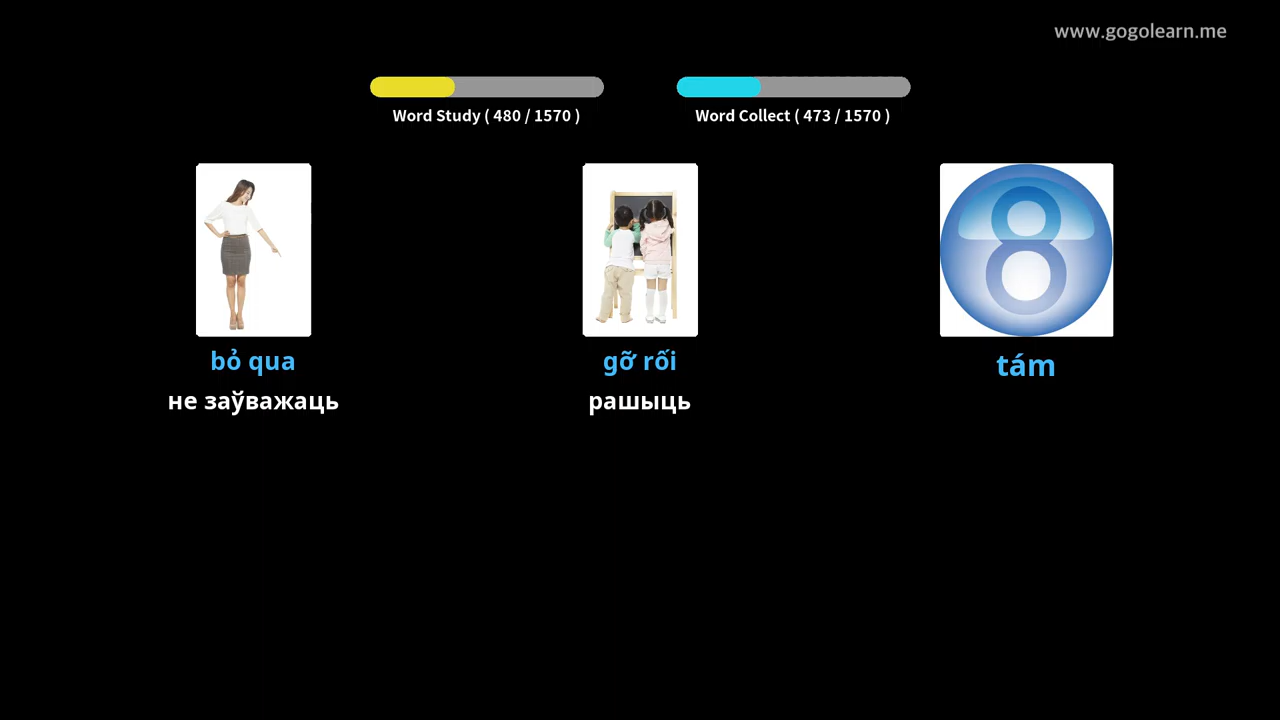 www.gogolearn.me
Word Study ( 480 / 1570 )
Word Collect ( 473 / 1570 )
8
bỏ qua
gỡ rối
tám
не заўважаць
рашыць